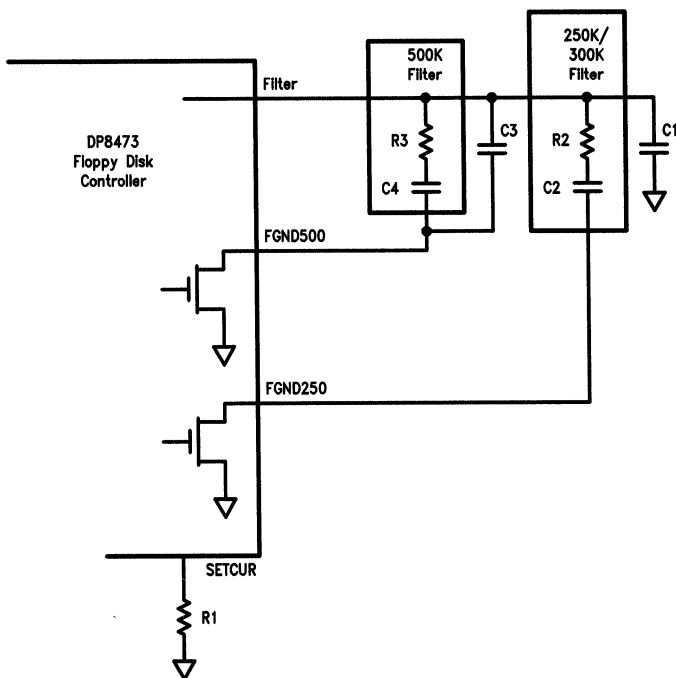 500K
Filter
250K/
300K
Filter
Filter
C3
C1
R3
R2
DP8473
Floppy Disk
Controller
C4
C2
FGND500
FGND250
SETCUR
R1